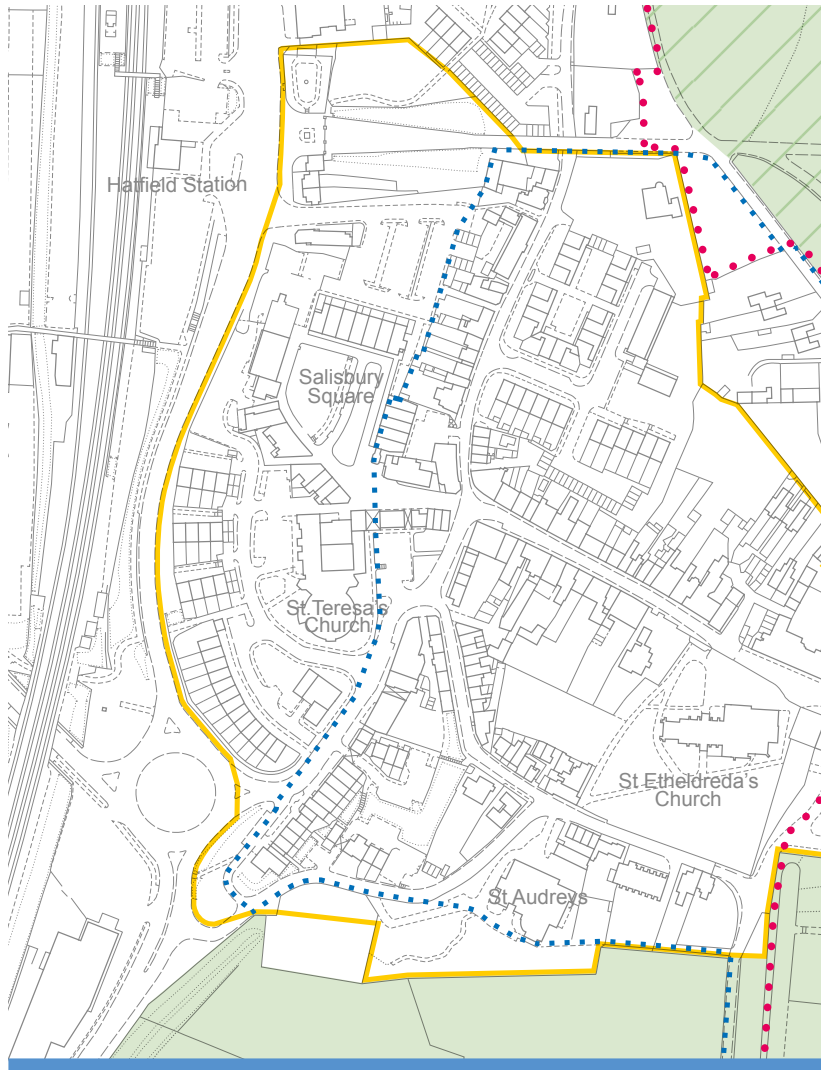 Hatfield Station
Salisbury
Square
St.Teresa's
Church
St Etheldreda's
Church
St.Audreys